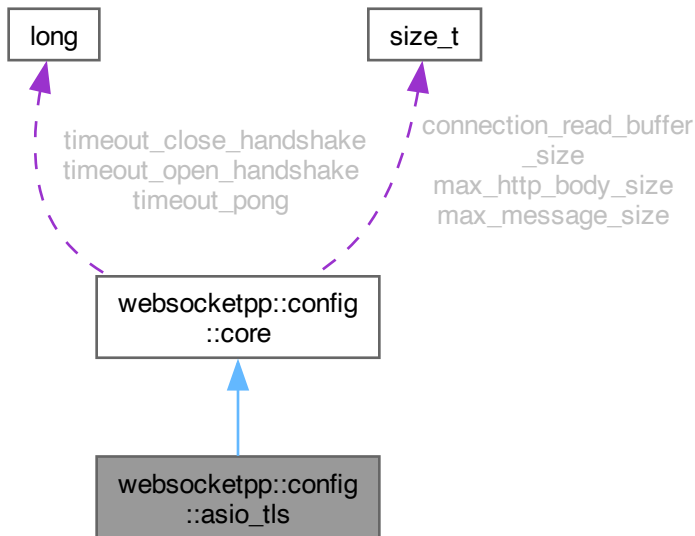 long
size_t
timeout_close_handshake
timeout_open_handshake
timeout_pong
connection_read_buffer
_size
max_http_body_size
max_message_size
websocketpp::config
::core
websocketpp::config
::asio_tls